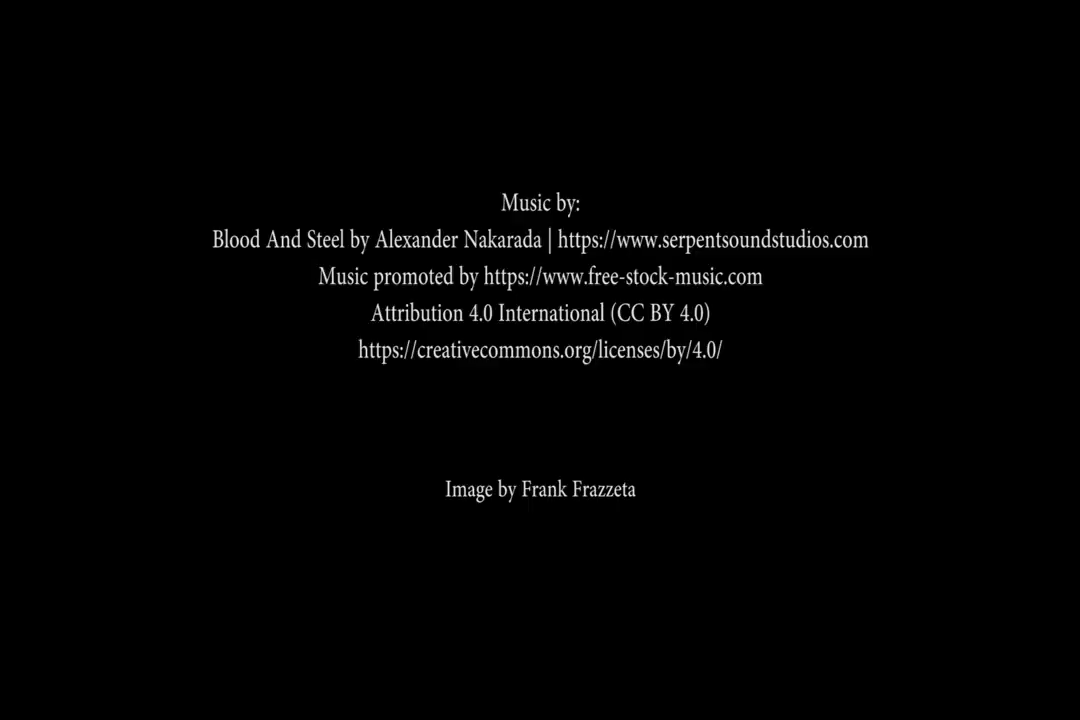 Music by:
Blood And Steel by Alexander Nakarada | https://www.serpentsoundstudios.com
Music promoted by https://www.free-stock-music.com
Attribution 4.0 International (CC BY 4.0)
https://creativecommons.org/licenses/by/4.0/
Image by Frank Frazzeta